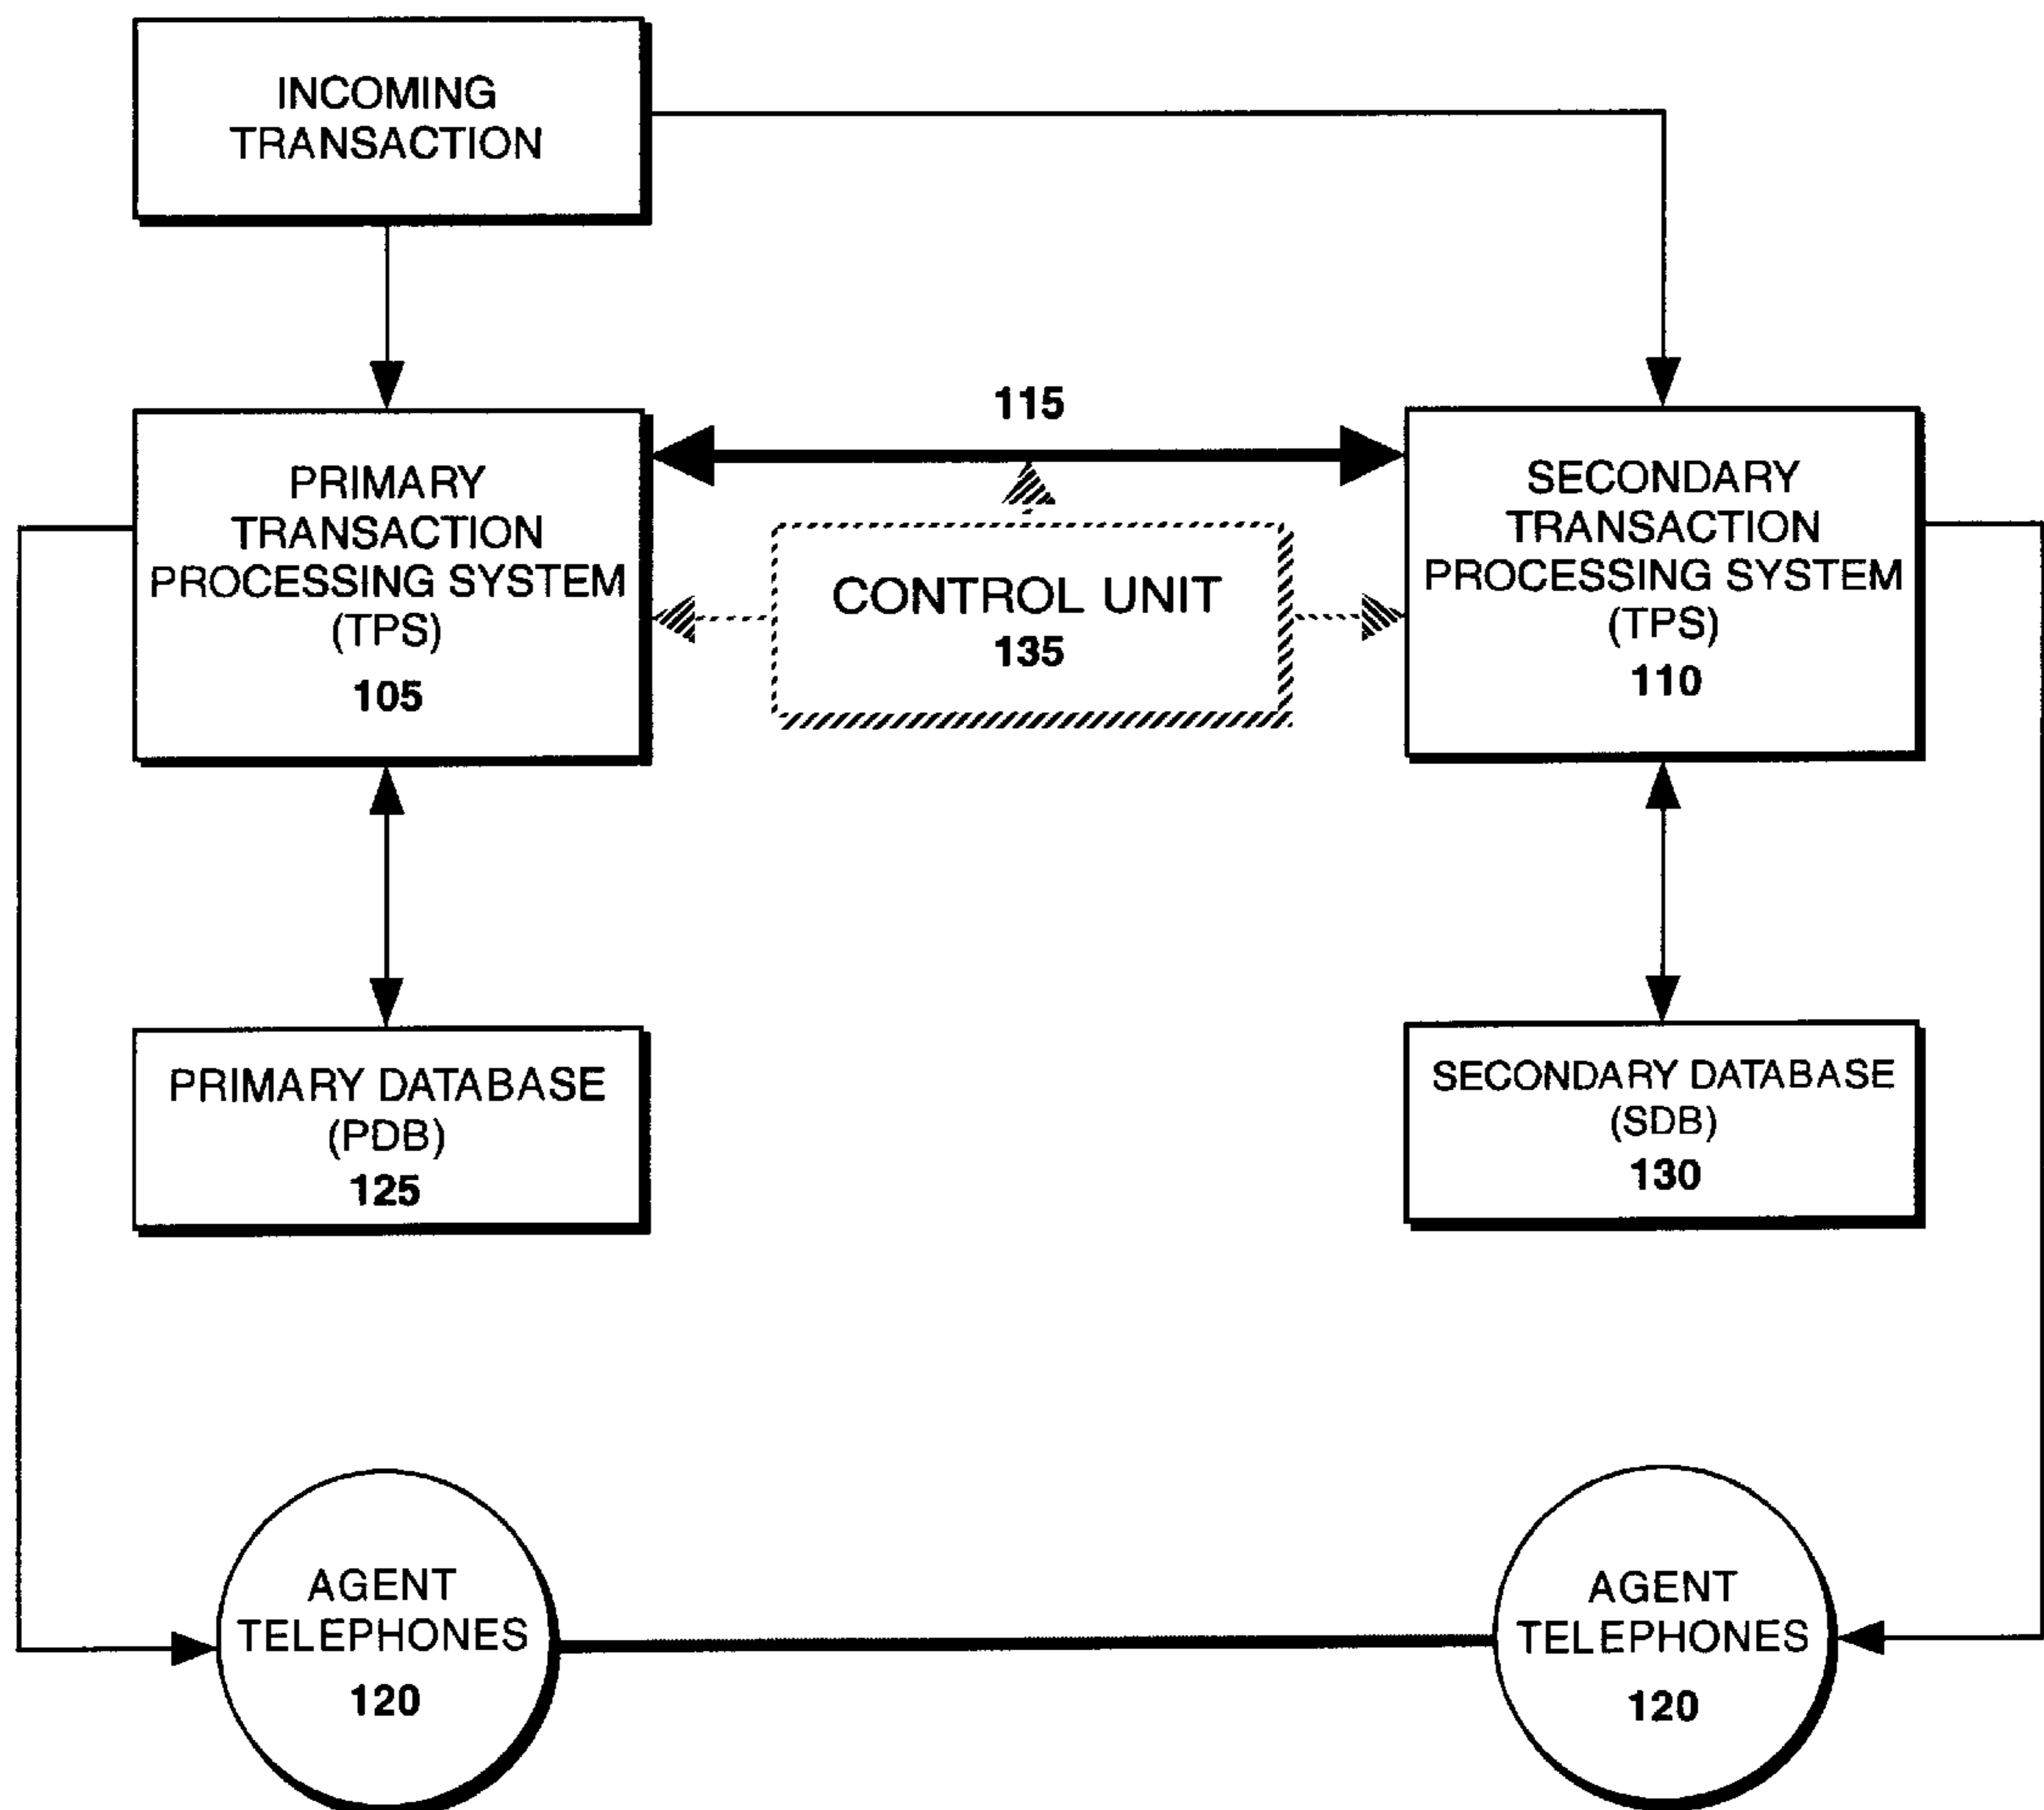 INCOMING
TRANSACTION
115
PRIMARY
TRANSACTION
PROCESSING SYSTEM
(TPS)
105
CONTROL UNIT
135
SECONDARY
TRANSACTION
PROCESSING SYSTEM
(TPS)
110
PRIMARY DATABASE
(PDB)
125
SECONDARY DATABASE
(SDB)
130
AGENT
TELEPHONES
120
AGENT
TELEPHONES
120